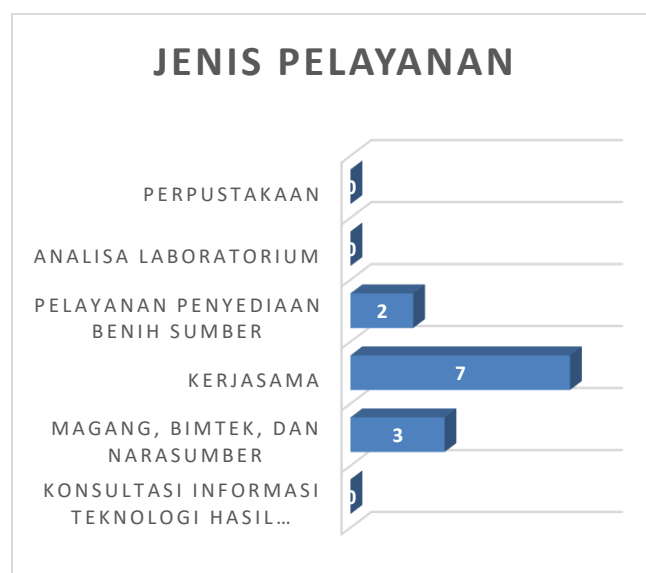 JENIS PELAYANAN
PERPUSTAKAAN
0
ANALISA LABORATORIUM
0
PELAYANAN PENYEDIAAN
BENIH SUMBER
2
KERJASAMA
7
MAGANG, BIMTEK, DAN
NARASUMBER
3
KONSULTASI INFORMASI
TEKNOLOGI HASIL…
0